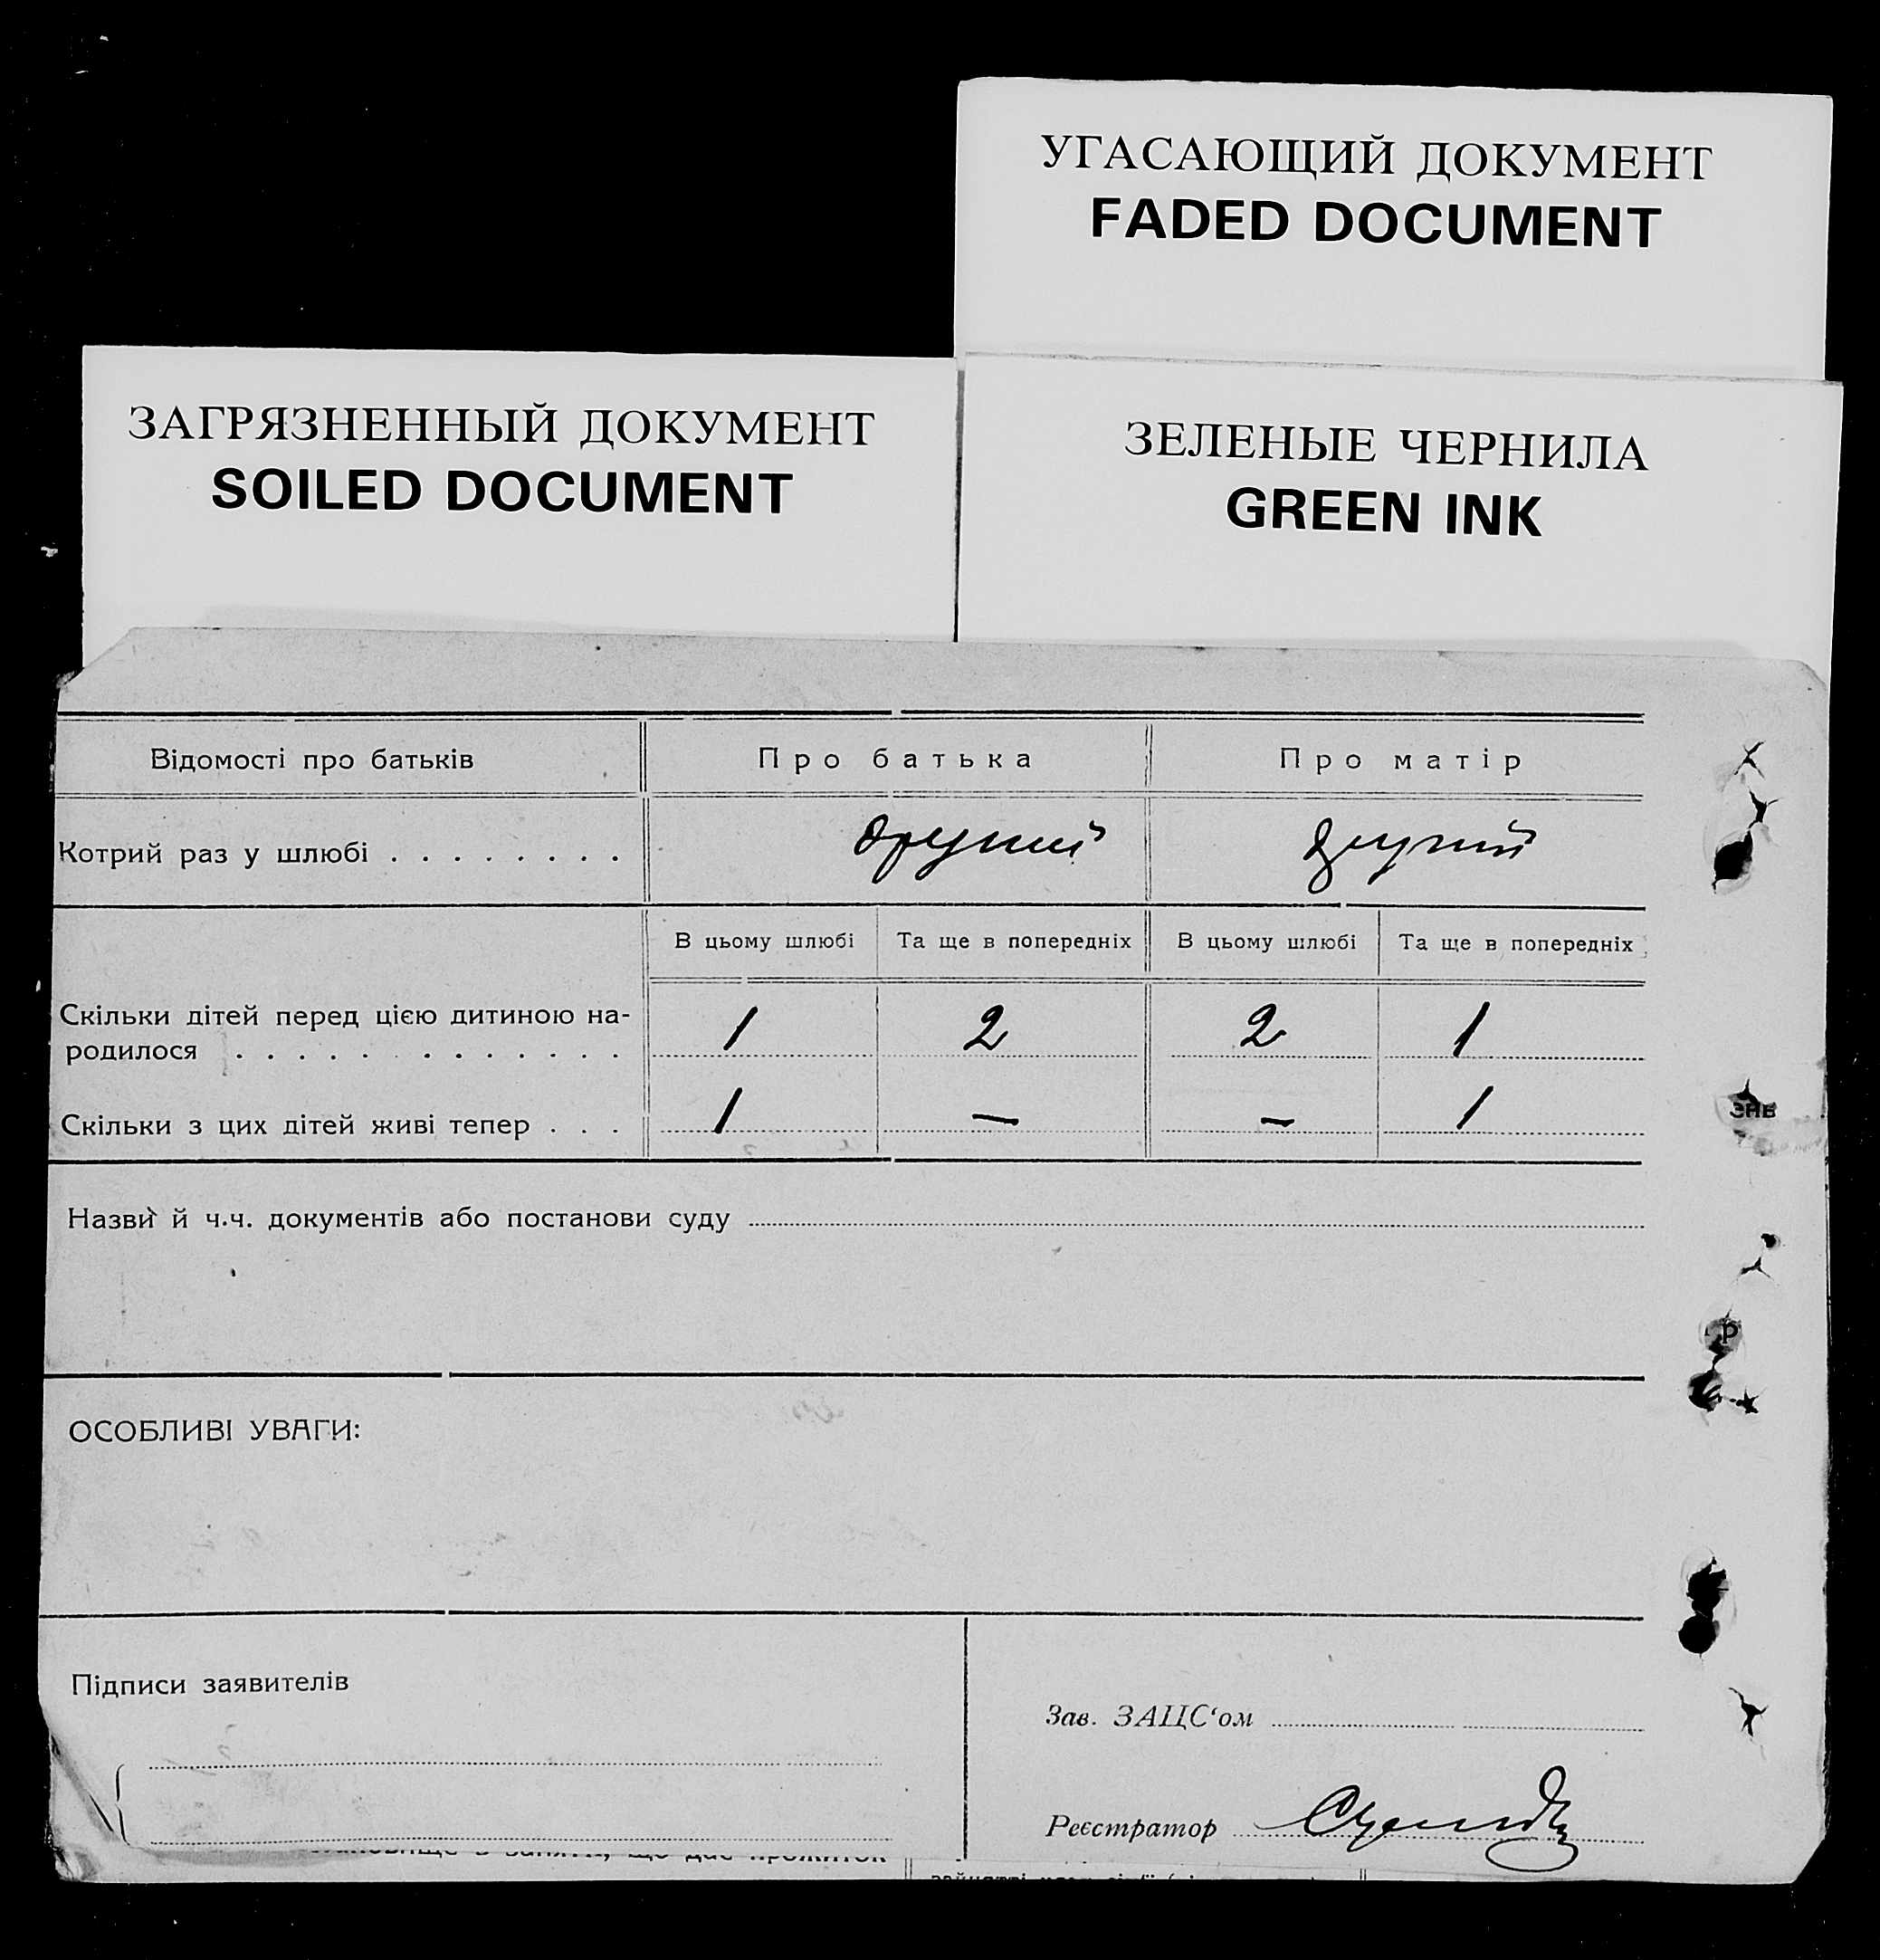 УГАСАЮЩИЙ ДОКУМЕНТ
FADED DOCUMENT
ЗАГРЯЗНЕННЫЙ ДОКУМЕНТ
SOILED DOCUMENT
ЗЕЛЕНЫЕ ЧЕРНИЛА
GREEN INK
Відомості про батьків Про батька Про матір
Котрий раз у шлюбі . . . . . . . . другий другий
В цьому шлюбі Та ще в попередніх В цьому шлюбі Та ще в попередніх
Скільки дітей перед цією дитиною на-
родилося . . . . . . . . . . . . . 1 2 2 1
Скільки з цих дітей живі тепер . . . 1 — — 1
Назви й ч.ч. документів або постанови суду
ОСОБЛИВІ УВАГИ:
Підписи заявителів
Зав. ЗАЦС‘ом
Реєстратор